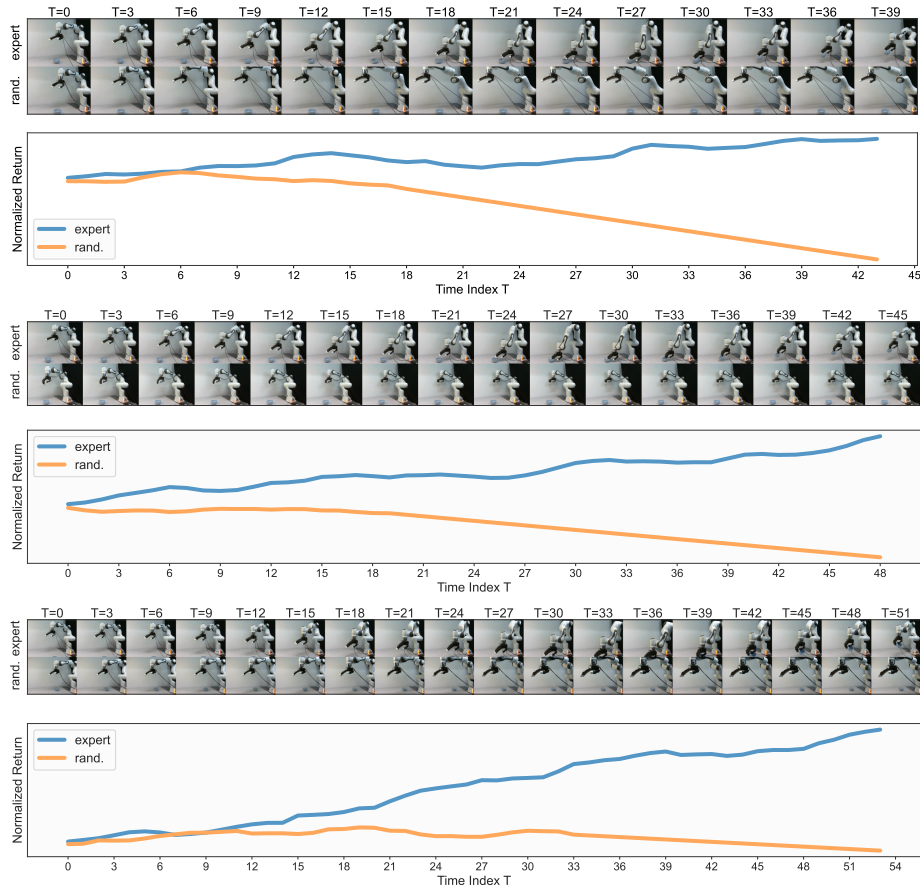 T=0 T=3 T=6 T=9 T=12 T=15 T=18 T=21 T=24 T=27 T=30 T=33 T=36 T=39
expert
rand.
Normalized Return
expert
rand.
0 3 6 9 12 15 18 21 24 27 30 33 36 39 42 45
Time Index T
T=0 T=3 T=6 T=9 T=12 T=15 T=18 T=21 T=24 T=27 T=30 T=33 T=36 T=39 T=42 T=45
expert
rand.
Normalized Return
expert
rand.
0 3 6 9 12 15 18 21 24 27 30 33 36 39 42 45 48
Time Index T
T=0 T=3 T=6 T=9 T=12 T=15 T=18 T=21 T=24 T=27 T=30 T=33 T=36 T=39 T=42 T=45 T=48 T=51
expert
rand.
Normalized Return
expert
rand.
0 3 6 9 12 15 18 21 24 27 30 33 36 39 42 45 48 51 54
Time Index T